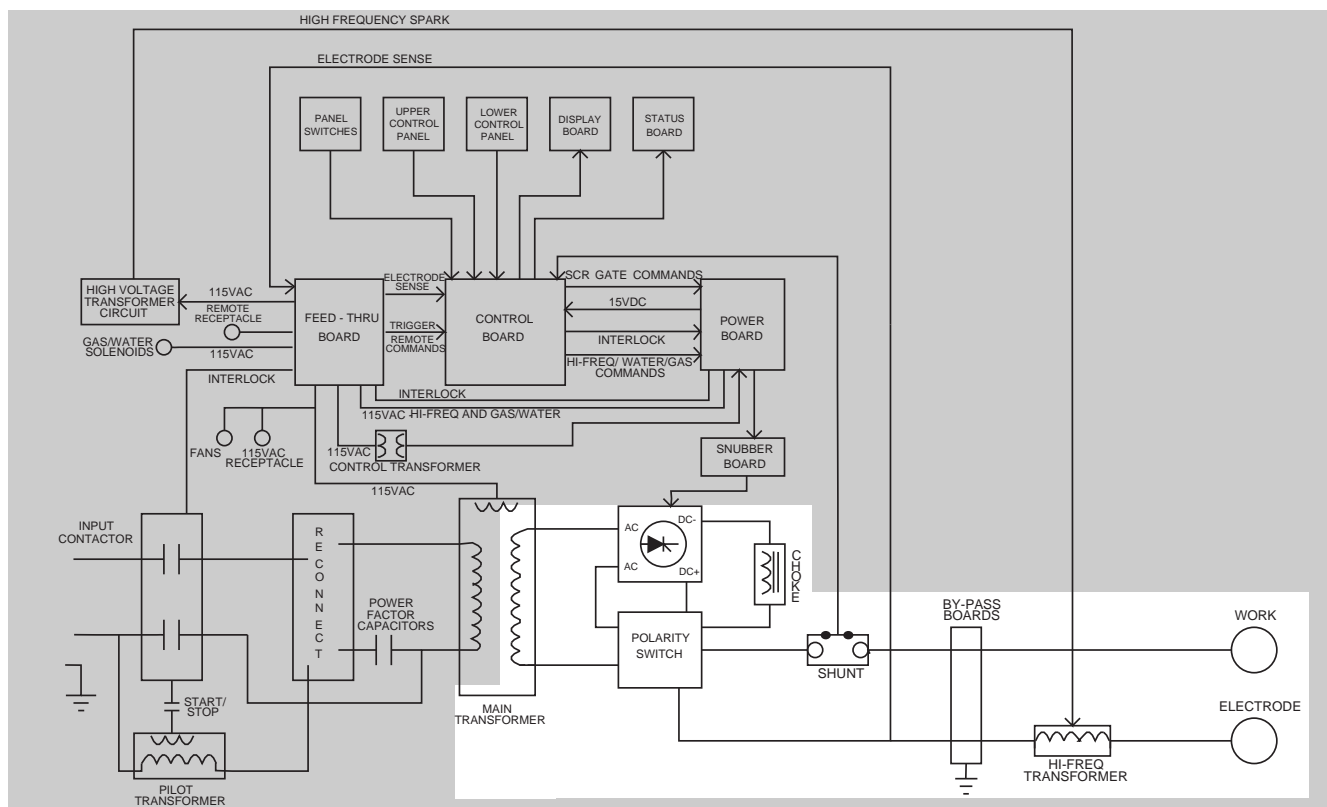 HIGH FREQUENCY SPARK
ELECTRODE SENSE
PANEL
SWITCHES
UPPER
CONTROL
PANEL
LOWER
CONTROL
PANEL
DISPLAY
BOARD
STATUS
BOARD
HIGH VOLTAGE
TRANSFORMER
CIRCUIT
115VAC
REMOTE
RECEPTACLE
GAS/WATER
SOLENOIDS
115VAC
INTERLOCK
FEED - THRU
BOARD
ELECTRODE
SENSE
TRIGGER
REMOTE
COMMANDS
CONTROL
BOARD
SCR GATE COMMANDS
15VDC
INTERLOCK
HI-FREQ/ WATER/GAS
COMMANDS
POWER
BOARD
INTERLOCK
115VAC -HI-FREQ AND GAS/WATER
FANS
115VAC
RECEPTACLE
115VAC
CONTROL TRANSFORMER
115VAC
SNUBBER
BOARD
INPUT
CONTACTOR
RECONNECT
POWER
FACTOR
CAPACITORS
START/
STOP
PILOT
TRANSFORMER
MAIN
TRANSFORMER
AC
DC-
AC
DC+
CHOKE
POLARITY
SWITCH
SHUNT
BY-PASS
BOARDS
WORK
ELECTRODE
HI-FREQ
TRANSFORMER